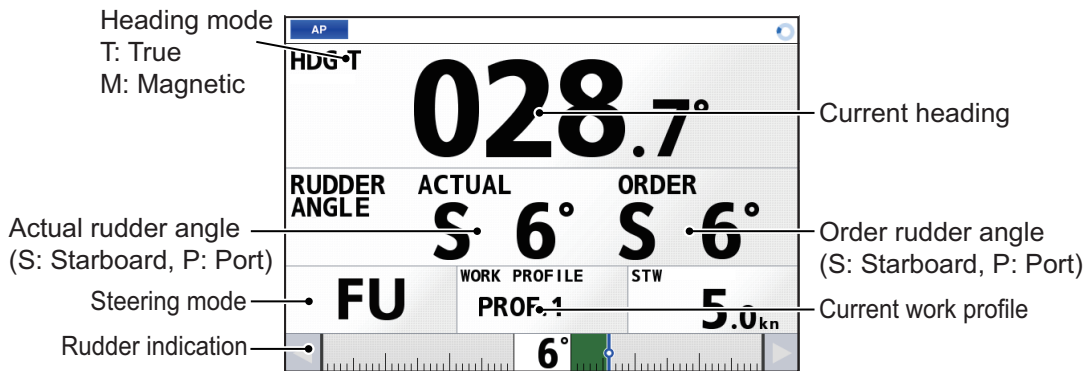 Heading mode
T: True
M: Magnetic
AP
HDG T
028.7°
Current heading
RUDDER ANGLE
ACTUAL
S 6°
ORDER
S 6°
Actual rudder angle
(S: Starboard, P: Port)
Order rudder angle
(S: Starboard, P: Port)
Steering mode
FU
WORK PROFILE
PROF.1
STW
5.0kn
Current work profile
Rudder indication
6°